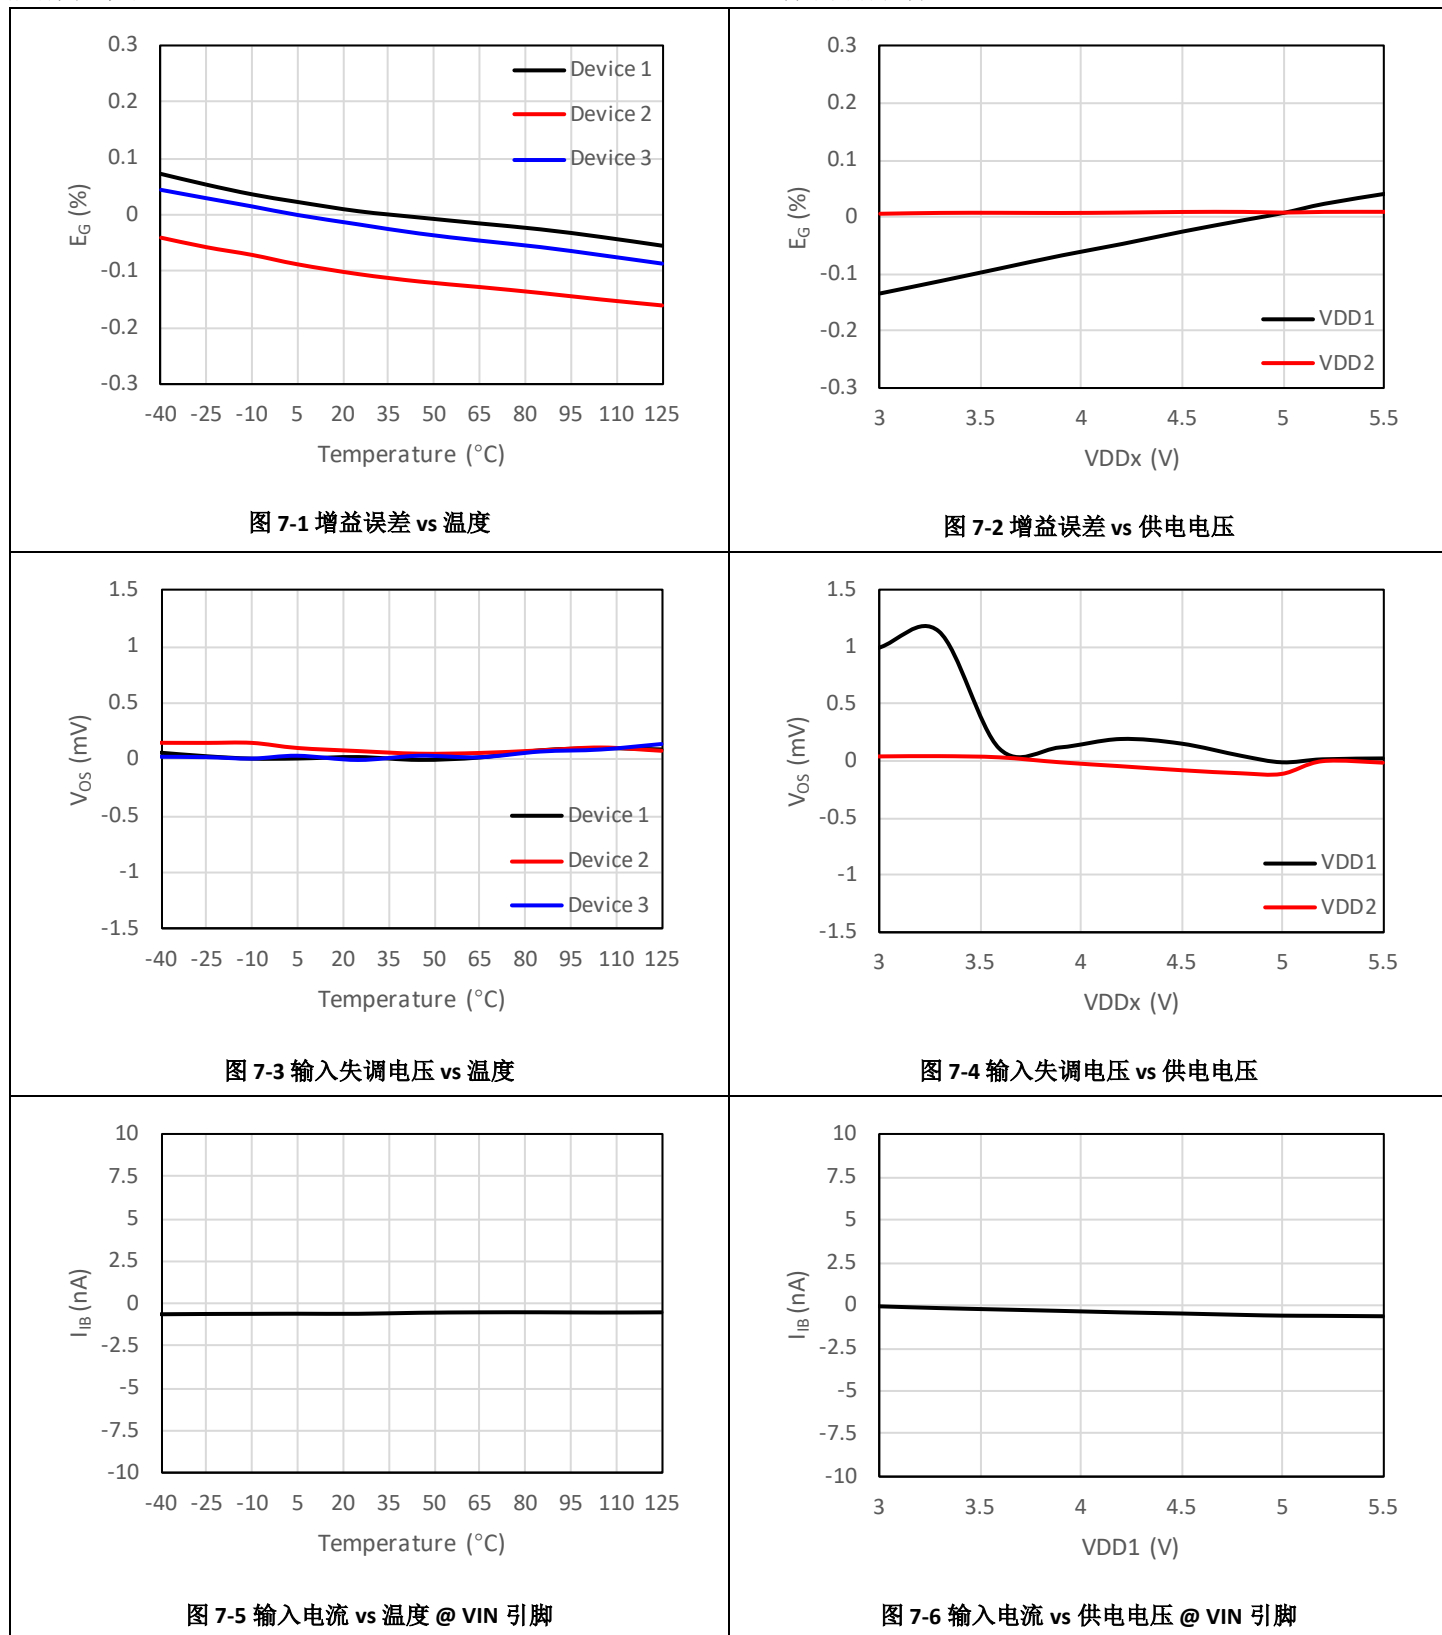 0.3
0.2
0.1
0
-0.1
-0.2
-0.3
E_G (%)
Device 1
Device 2
Device 3
-40 -25 -10 5 20 35 50 65 80 95 110 125
Temperature (°C)
图 7-1 增益误差 vs 温度
0.3
0.2
0.1
0
-0.1
-0.2
-0.3
E_G (%)
VDD1
VDD2
3 3.5 4 4.5 5 5.5
VDDx (V)
图 7-2 增益误差 vs 供电电压
1.5
1
0.5
0
-0.5
-1
-1.5
V_OS (mV)
Device 1
Device 2
Device 3
-40 -25 -10 5 20 35 50 65 80 95 110 125
Temperature (°C)
图 7-3 输入失调电压 vs 温度
1.5
1
0.5
0
-0.5
-1
-1.5
V_OS (mV)
VDD1
VDD2
3 3.5 4 4.5 5 5.5
VDDx (V)
图 7-4 输入失调电压 vs 供电电压
10
7.5
5
2.5
0
-2.5
-5
-7.5
-10
I_IB (nA)
-40 -25 -10 5 20 35 50 65 80 95 110 125
Temperature (°C)
图 7-5 输入电流 vs 温度 @ VIN 引脚
10
7.5
5
2.5
0
-2.5
-5
-7.5
-10
I_IB (nA)
3 3.5 4 4.5 5 5.5
VDD1 (V)
图 7-6 输入电流 vs 供电电压 @ VIN 引脚